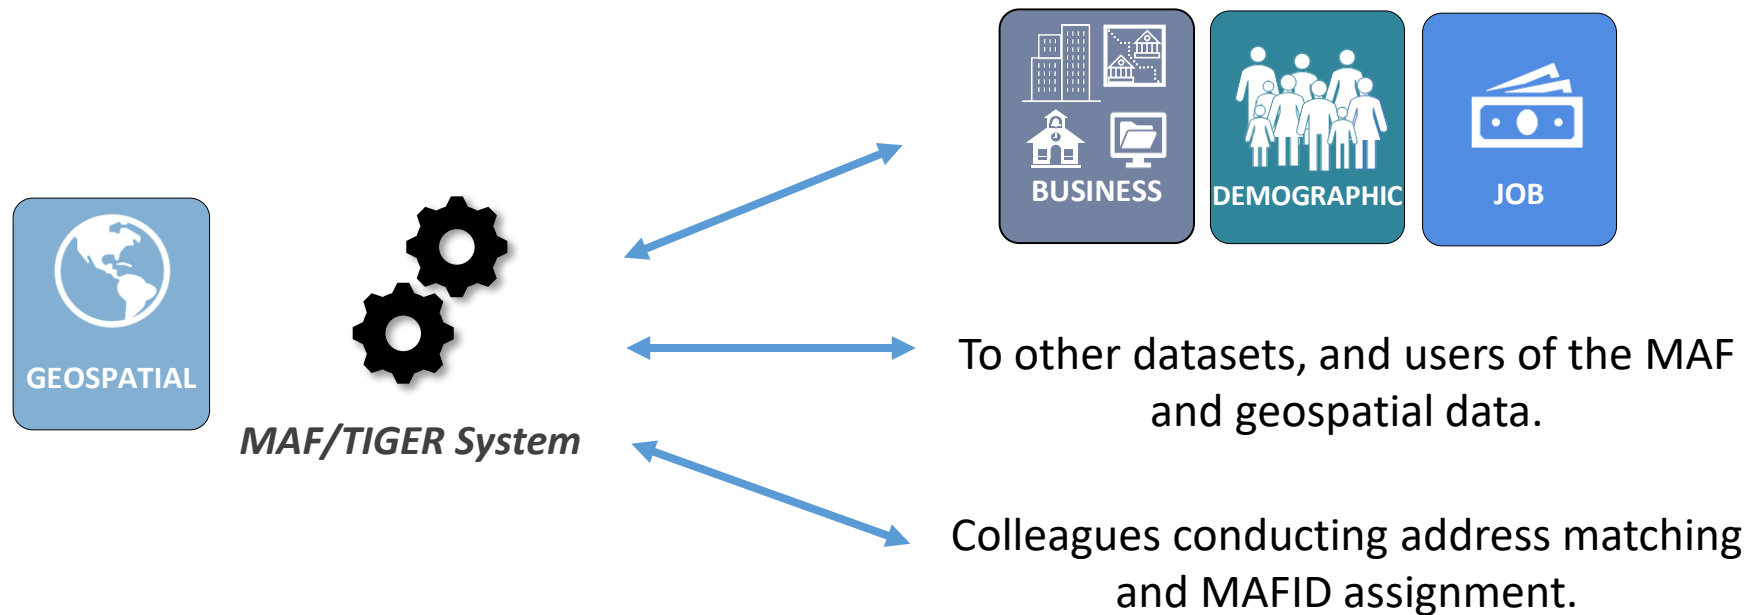 BUSINESS
DEMOGRAPHIC
JOB
GEOSPATIAL
MAF/TIGER System
To other datasets, and users of the MAF
and geospatial data.
Colleagues conducting address matching
and MAFID assignment.